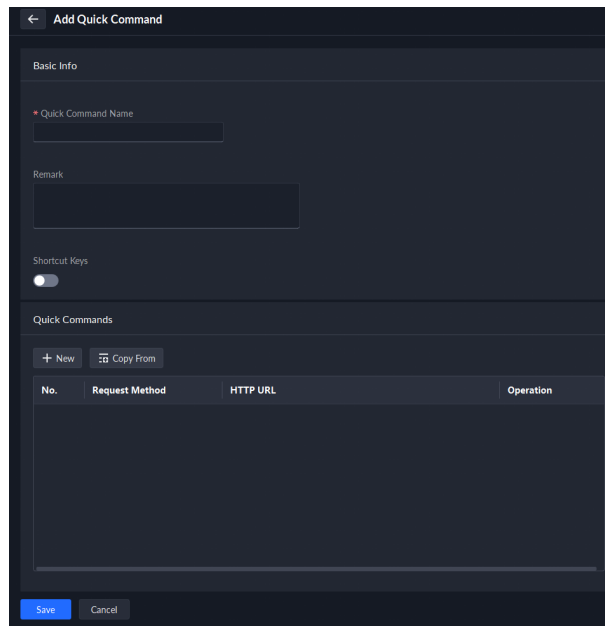 Add Quick Command
Basic Info
* Quick Command Name
Remark
Shortcut Keys
Quick Commands
New Copy From
No. Request Method HTTP URL Operation
Save Cancel